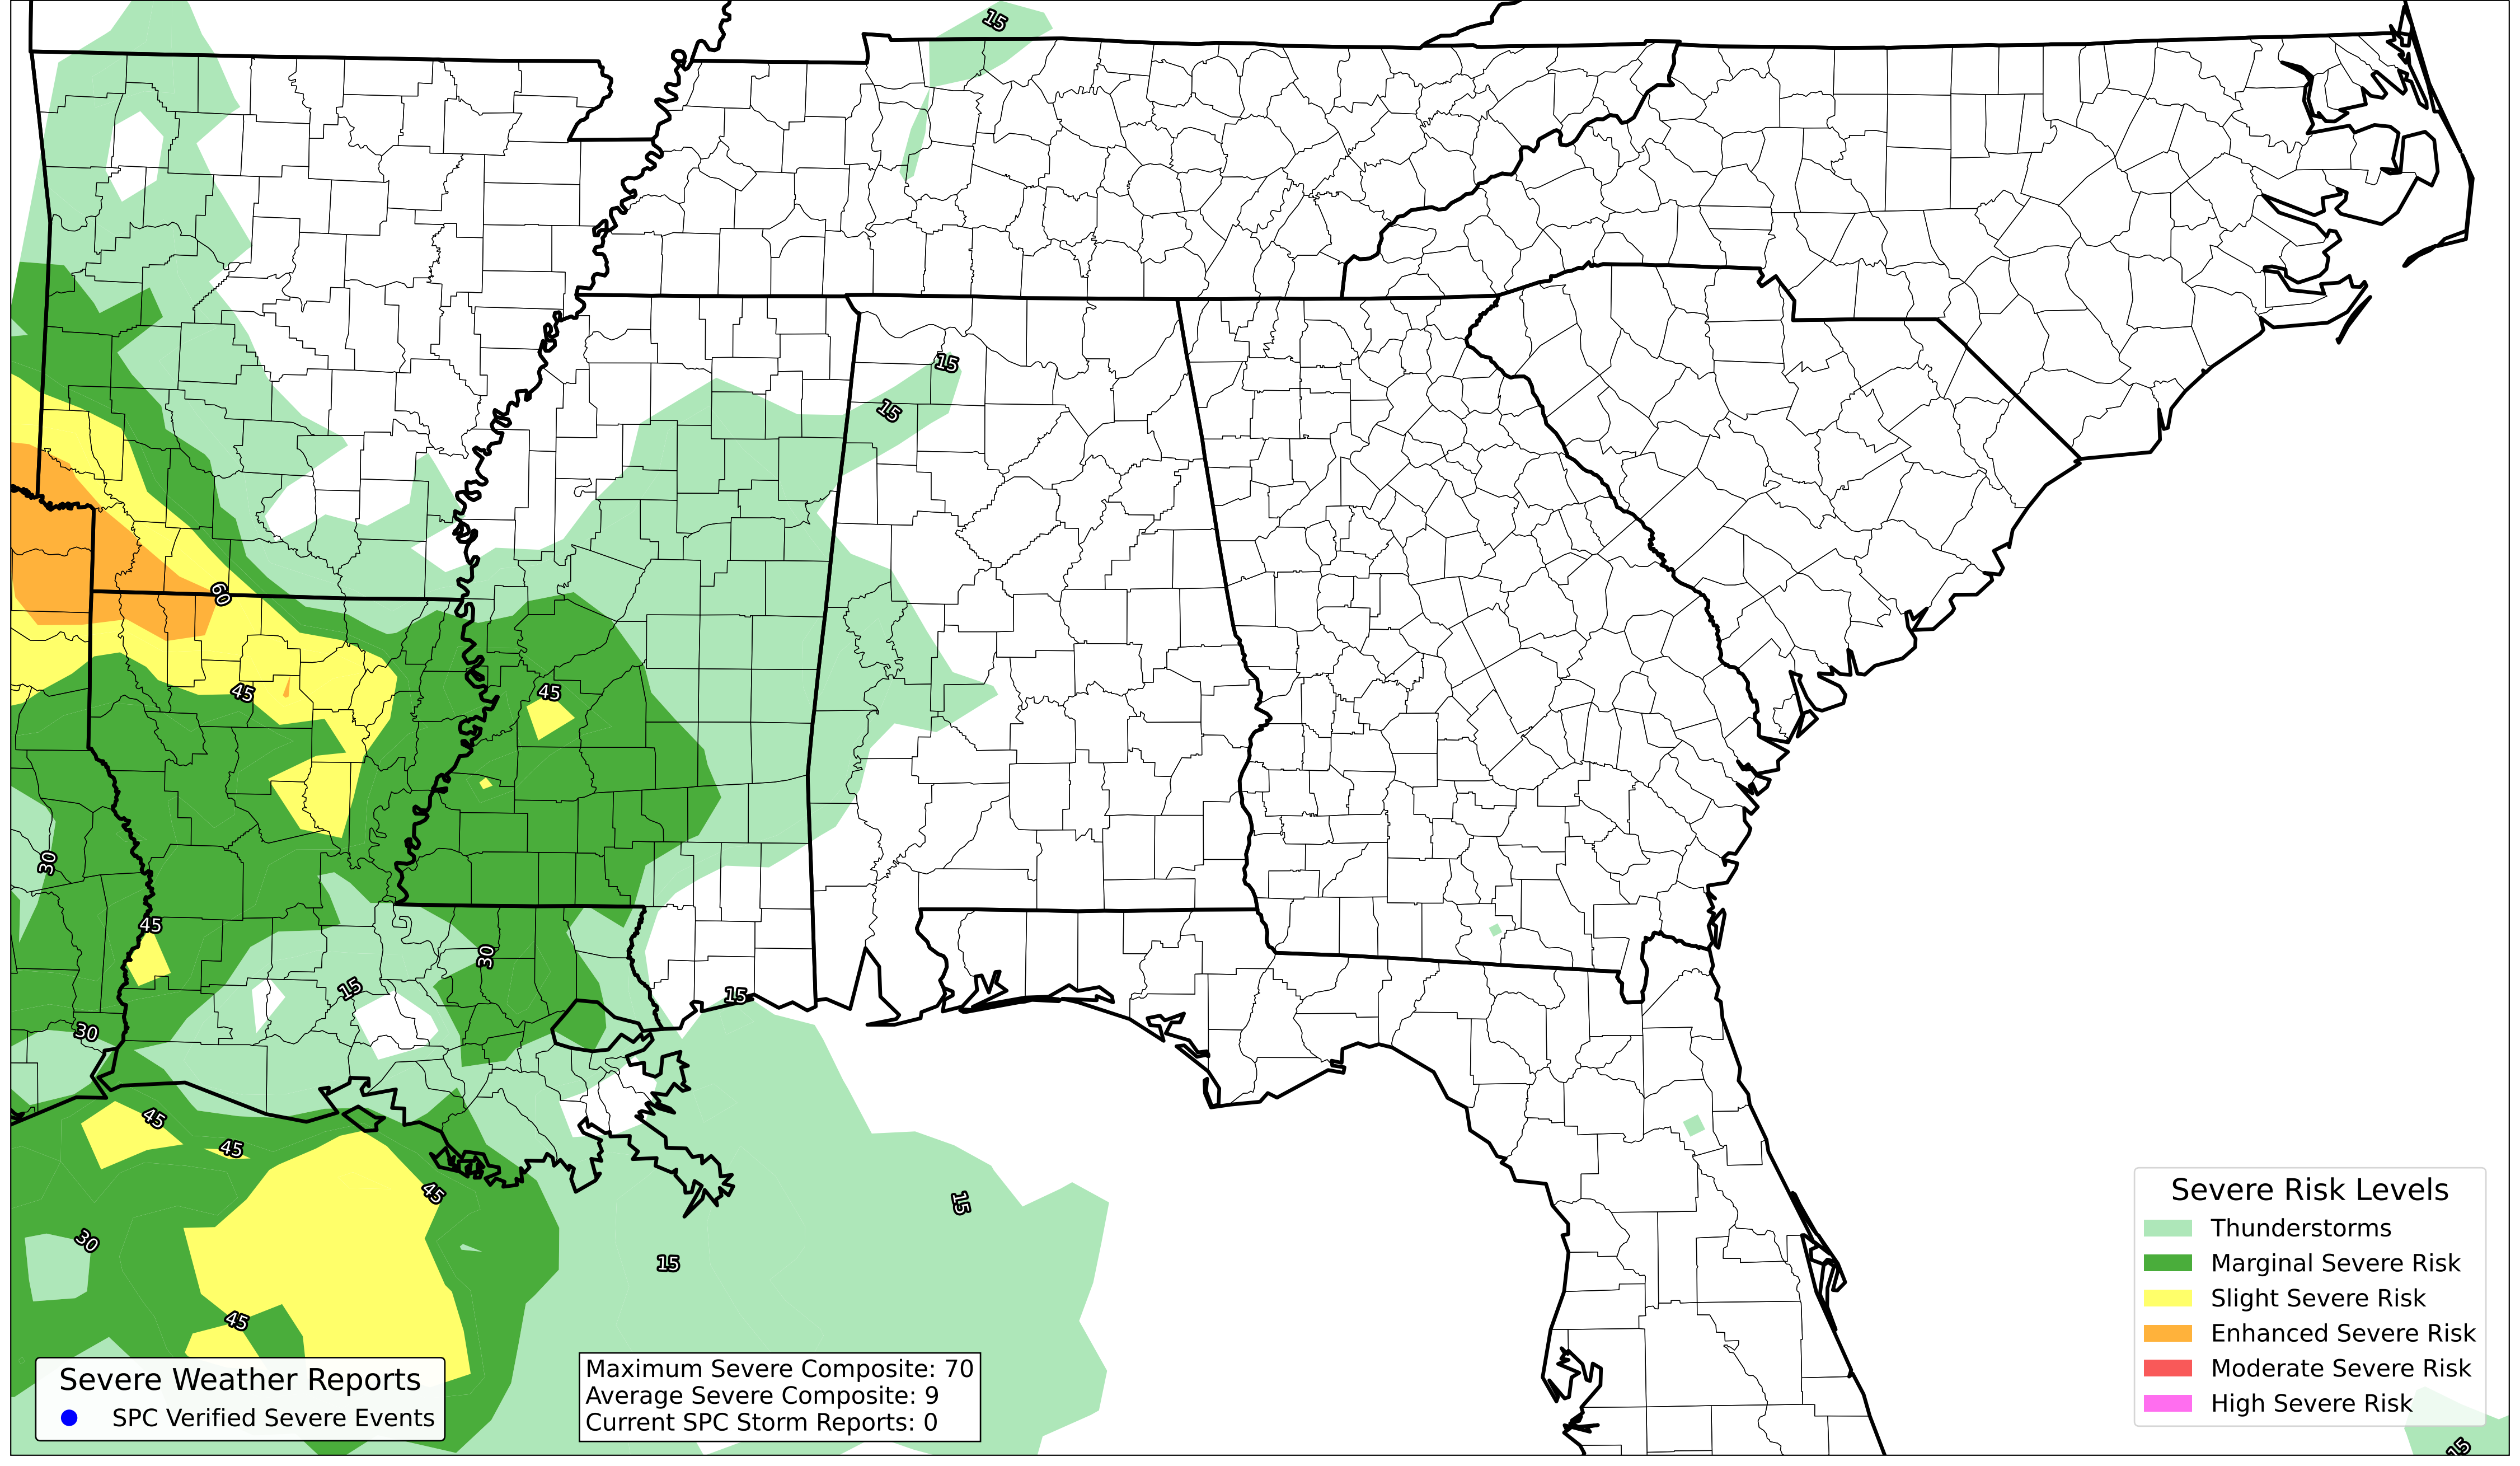 15
15
15
60
45
45
30
45
30
15
30
15
45
45
45
15
30
15
45
Severe Risk Levels
Thunderstorms
Marginal Severe Risk
Slight Severe Risk
Enhanced Severe Risk
Moderate Severe Risk
High Severe Risk
Severe Weather Reports
SPC Verified Severe Events
Maximum Severe Composite: 70
Average Severe Composite: 9
Current SPC Storm Reports: 0
15